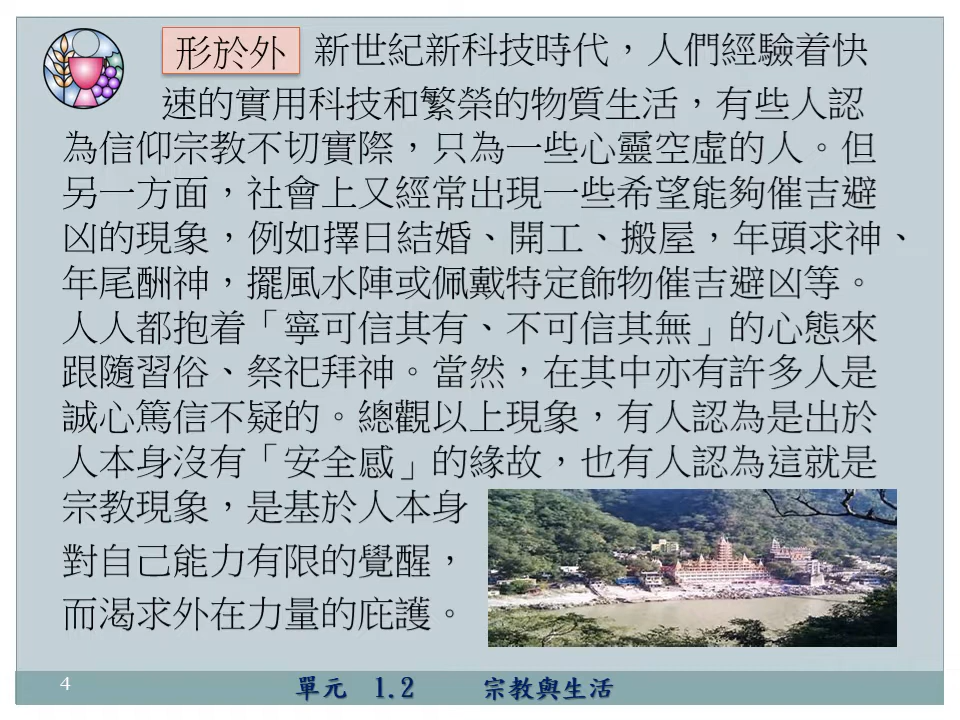 形於外 新世紀新科技時代，人們經驗着快
速的實用科技和繁榮的物質生活，有些人認
為信仰宗教不切實際，只為一些心靈空虛的人。但
另一方面，社會上又經常出現一些希望能夠催吉避
凶的現象，例如擇日結婚、開工、搬屋，年頭求神、
年尾酬神，擺風水陣或佩戴特定飾物催吉避凶等。
人人都抱着「寧可信其有、不可信其無」的心態來
跟隨習俗、祭祀拜神。當然，在其中亦有許多人是
誠心篤信不疑的。總觀以上現象，有人認為是出於
人本身沒有「安全感」的緣故，也有人認為這就是
宗教現象，是基於人本身
對自己能力有限的覺醒，
而渴求外在力量的庇護。
4 單元 1.2 宗教與生活